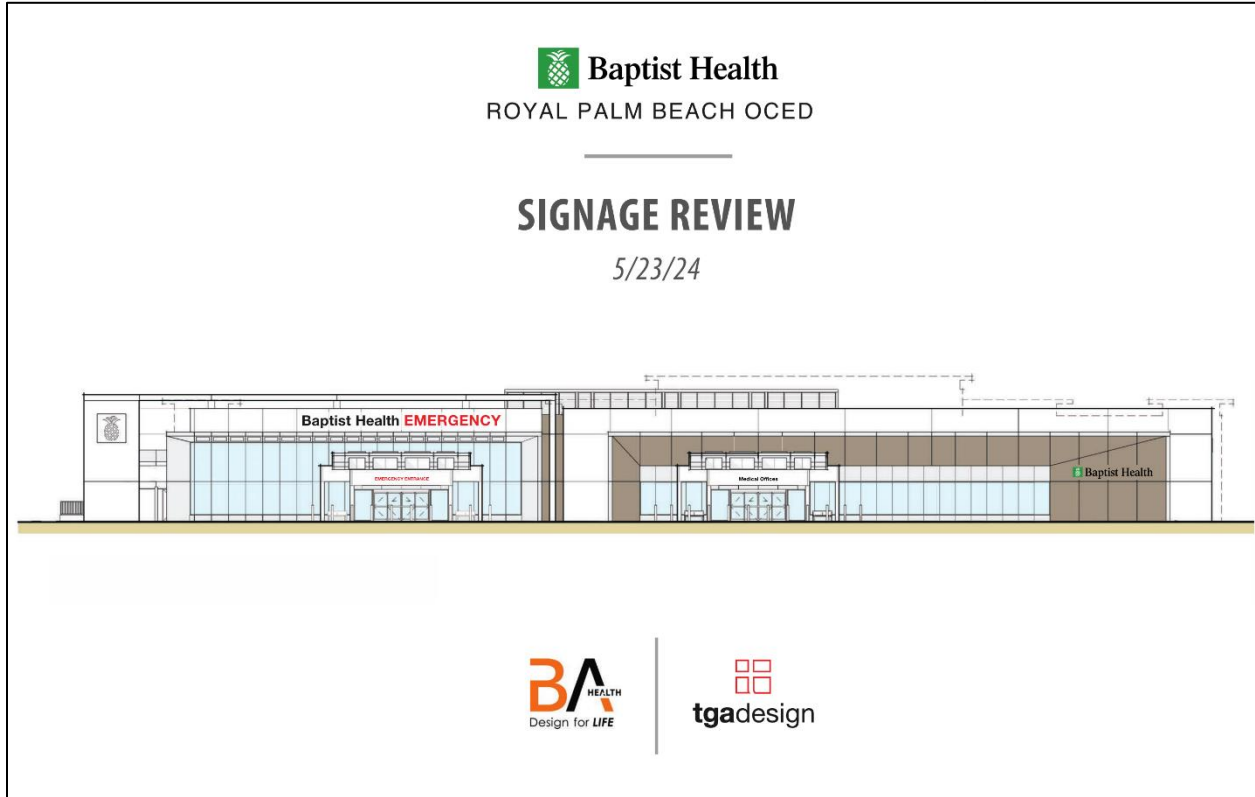 Baptist Health
ROYAL PALM BEACH OCED
SIGNAGE REVIEW
5/23/24
Baptist Health EMERGENCY
EMERGENCY ENTRANCE
Medical Offices
Baptist Health
BA
HEALTH
Design for LIFE
tgadesign